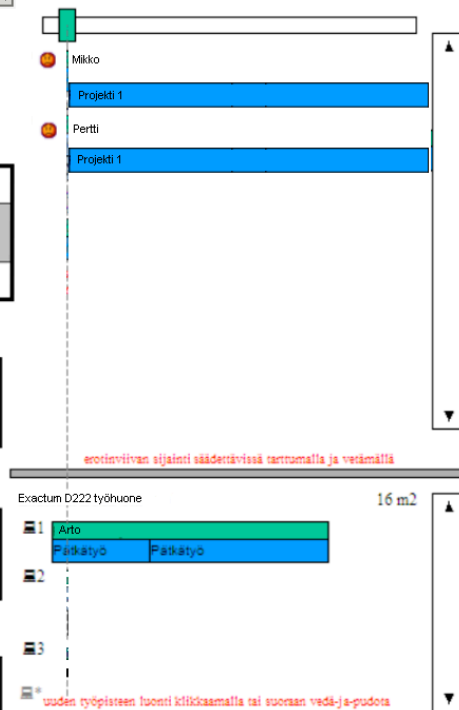 Mikko
Projekti 1
Pertti
Projekti 1
erotinviivan sijainti säädettävissä tarttumalla ja vetämällä
Exactum D222 työhuone 16 m2
1 Arto
Pätkätyö Pätkätyö
2
3
*
uuden työpisteen luonti klikkaamalla tai suoraan vedä-ja-pudota